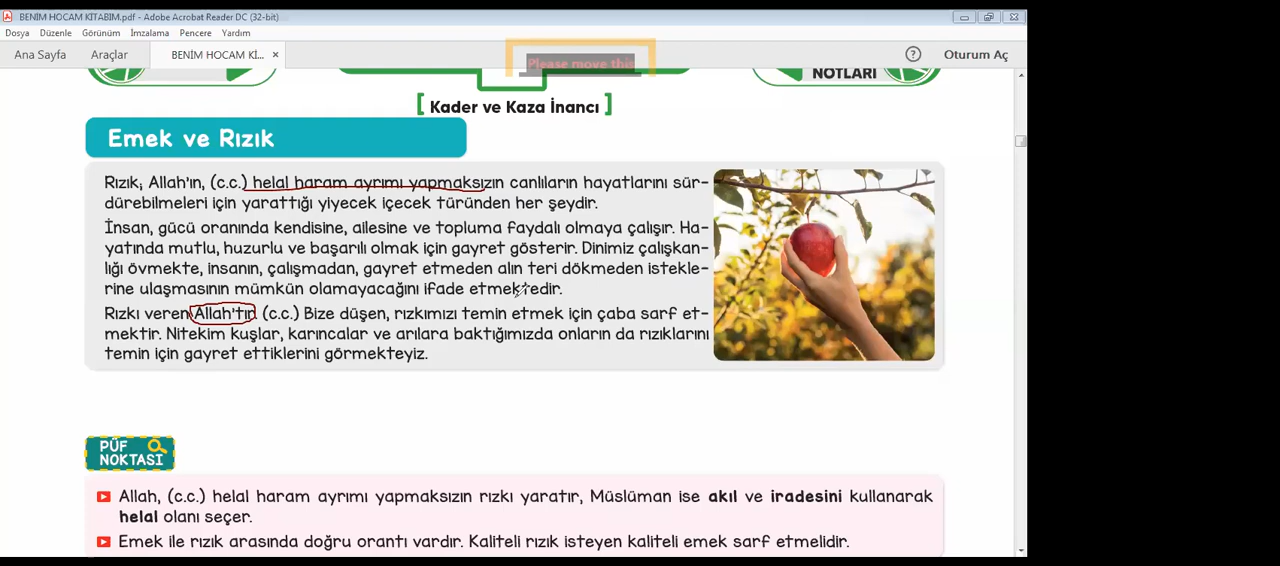 BENIM HOCAM KITABIM.pdf - Adobe Acrobat Reader DC (32-bit)
Dosya Düzenle Görünüm İmzalama Pencere Yardım
Ana Sayfa Araçlar BENİM HOCAM Kİ... × ? Oturum Aç
Please move this
NOTLARI
[ Kader ve Kaza İnancı ]
Emek ve Rızık
Rızık; Allah'ın, (c.c.) helal haram ayrımı yapmaksızın canlıların hayatlarını sür-
dürebilmeleri için yarattığı yiyecek içecek türünden her şeydir.
İnsan, gücü oranında kendisine, ailesine ve topluma faydalı olmaya çalışır. Ha-
yatında mutlu, huzurlu ve başarılı olmak için gayret gösterir. Dinimiz çalışkan-
lığı övmekte, insanın, çalışmadan, gayret etmeden alın teri dökmeden istekle-
rine ulaşmasının mümkün olamayacağını ifade etmektedir.
Rızkı veren Allah'tır. (c.c.) Bize düşen, rızkımızı temin etmek için çaba sarf et-
mektir. Nitekim kuşlar, karıncalar ve arılara baktığımızda onların da rızıklarını
temin için gayret ettiklerini görmekteyiz.
PÜF
NOKTASI
Allah, (c.c.) helal haram ayrımı yapmaksızın rızkı yaratır, Müslüman ise akıl ve iradesini kullanarak
helal olanı seçer.
Emek ile rızık arasında doğru orantı vardır. Kaliteli rızık isteyen kaliteli emek sarf etmelidir.